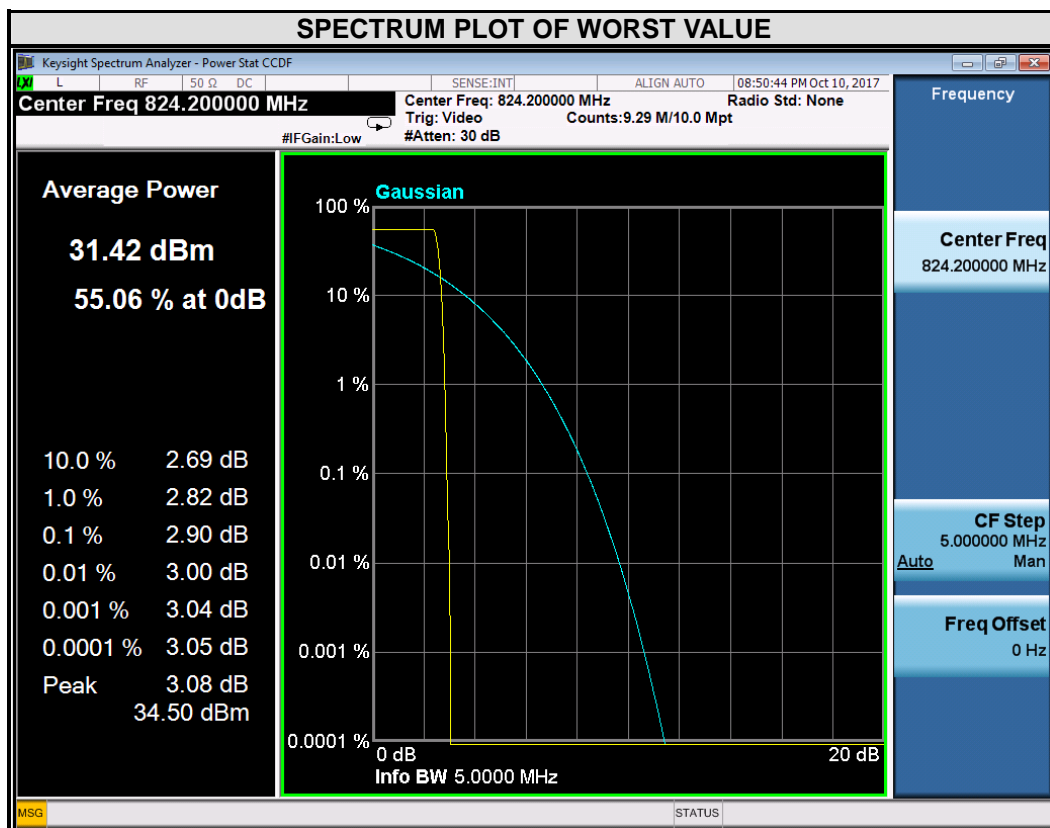 SPECTRUM PLOT OF WORST VALUE
Keysight Spectrum Analyzer - Power Stat CCDF
LXI L RF 50 Ω DC SENSE:INT ALIGN AUTO 08:50:44 PM Oct 10, 2017
Center Freq 824.200000 MHz
Center Freq: 824.200000 MHz Radio Std: None
Trig: Video Counts:9.29 M/10.0 Mpt
#IFGain:Low #Atten: 30 dB
Frequency
Average Power
31.42 dBm
55.06 % at 0dB
10.0 % 2.69 dB
1.0 % 2.82 dB
0.1 % 2.90 dB
0.01 % 3.00 dB
0.001 % 3.04 dB
0.0001 % 3.05 dB
Peak 3.08 dB
34.50 dBm
Gaussian
100 %
10 %
1 %
0.1 %
0.01 %
0.001 %
0.0001 %
0 dB 20 dB
Info BW 5.0000 MHz
Center Freq
824.200000 MHz
CF Step
5.000000 MHz
Auto Man
Freq Offset
0 Hz
MSG STATUS